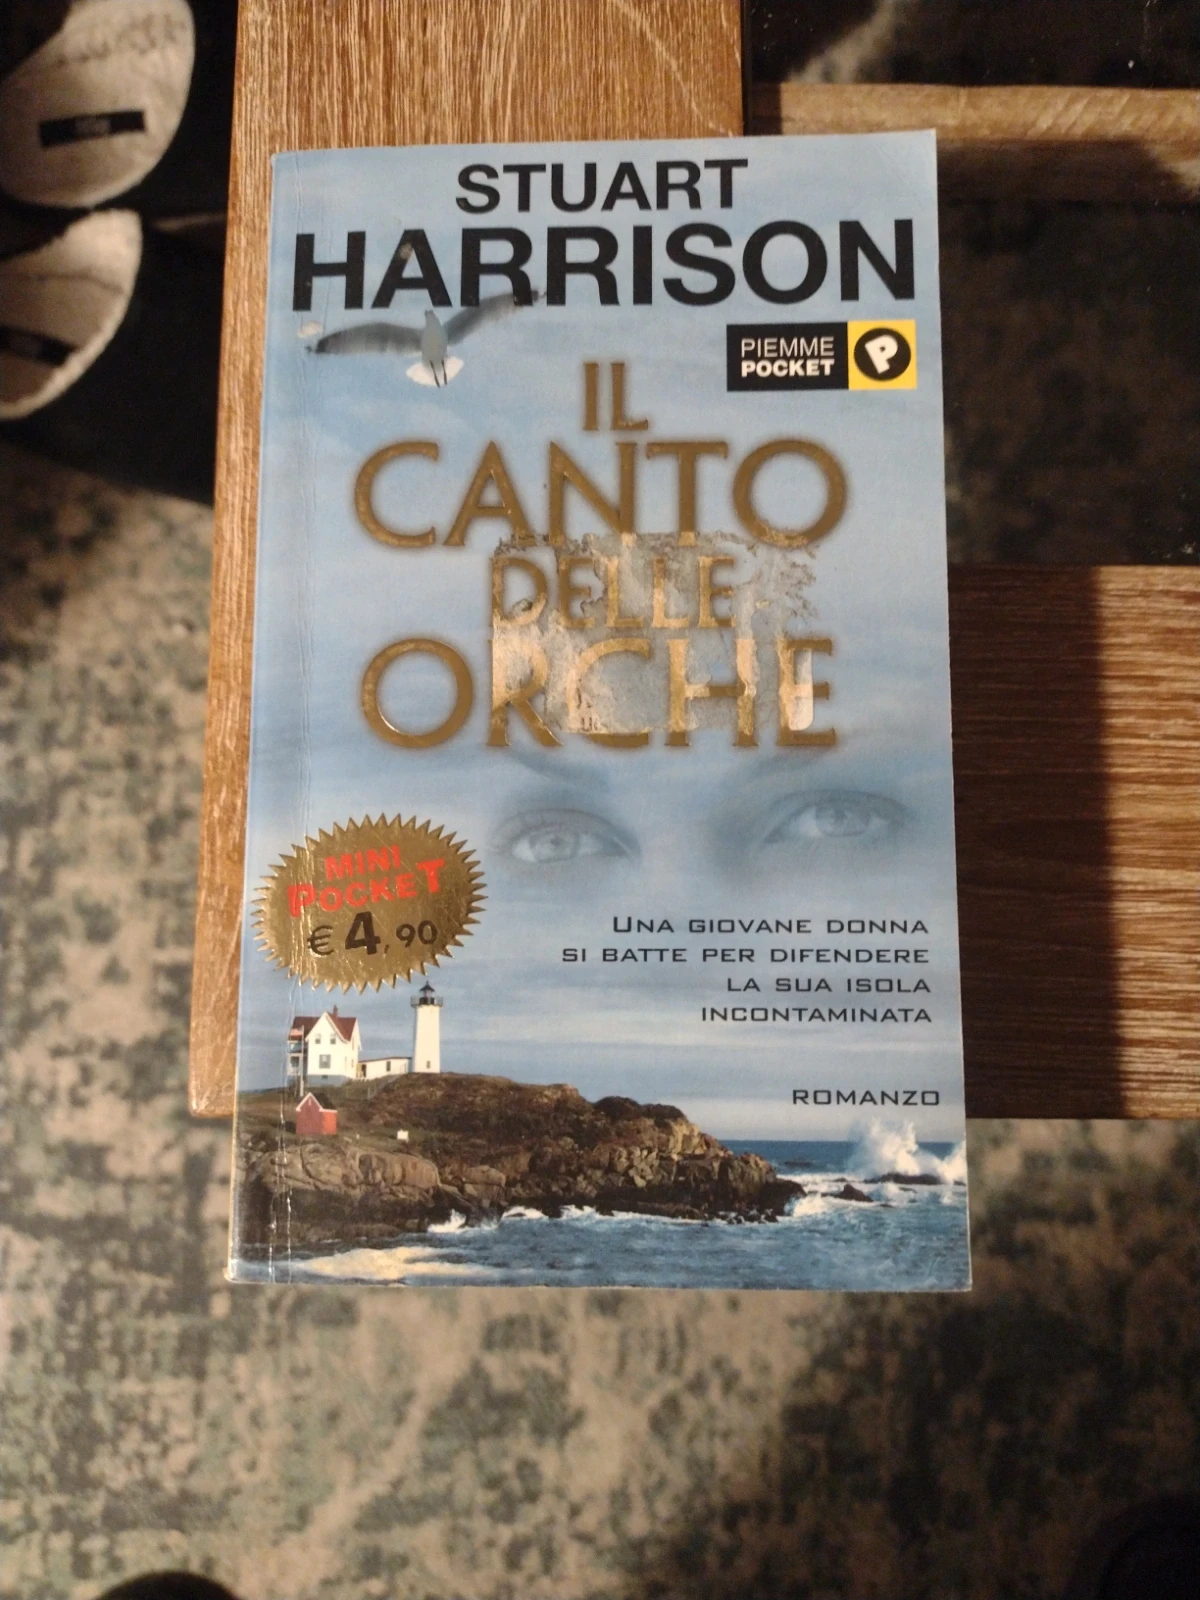 STUART
HARRISON
PIEMME
POCKET
P
IL
CANTO
DELLE
ORCHE
MINI
POCKET
€ 4,90
UNA GIOVANE DONNA
SI BATTE PER DIFENDERE
LA SUA ISOLA
INCONTAMINATA
ROMANZO